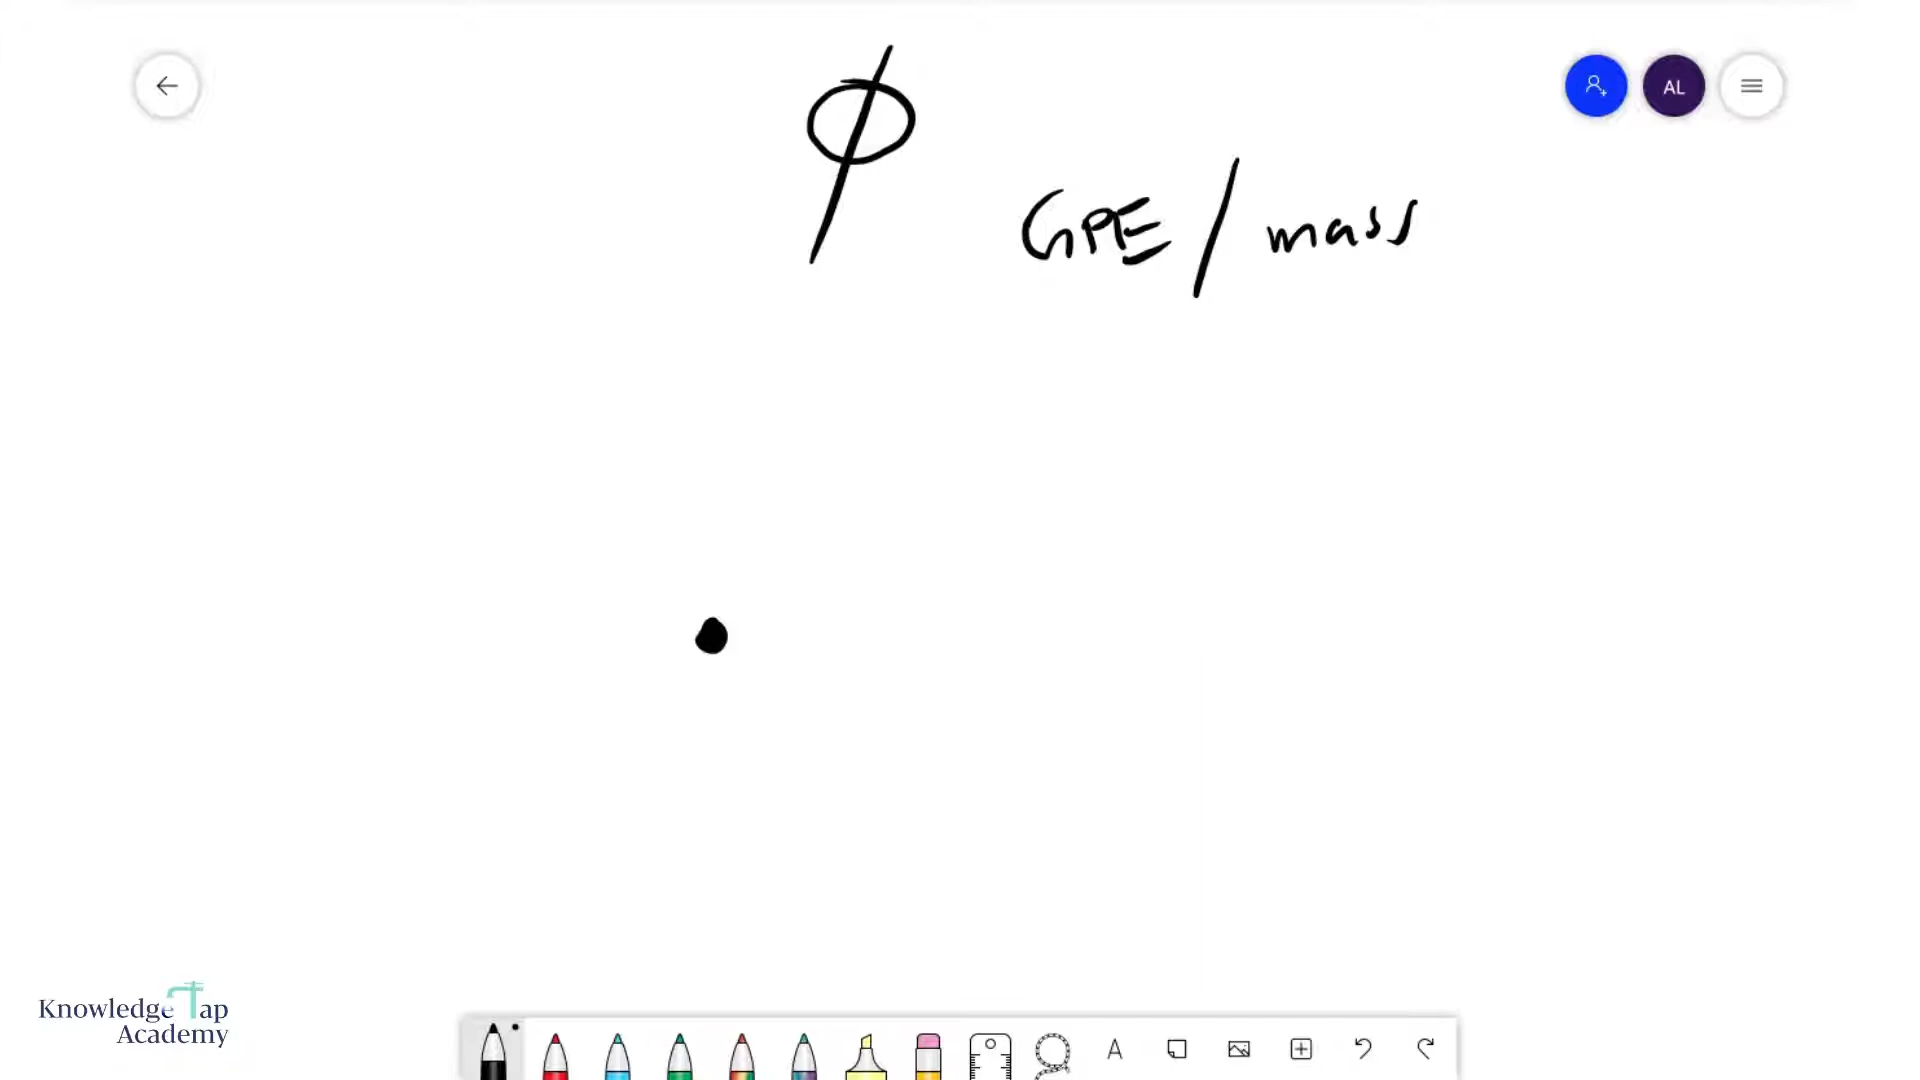 ϕ
AL
GPE / mass
Knowledge Tap
Academy
A